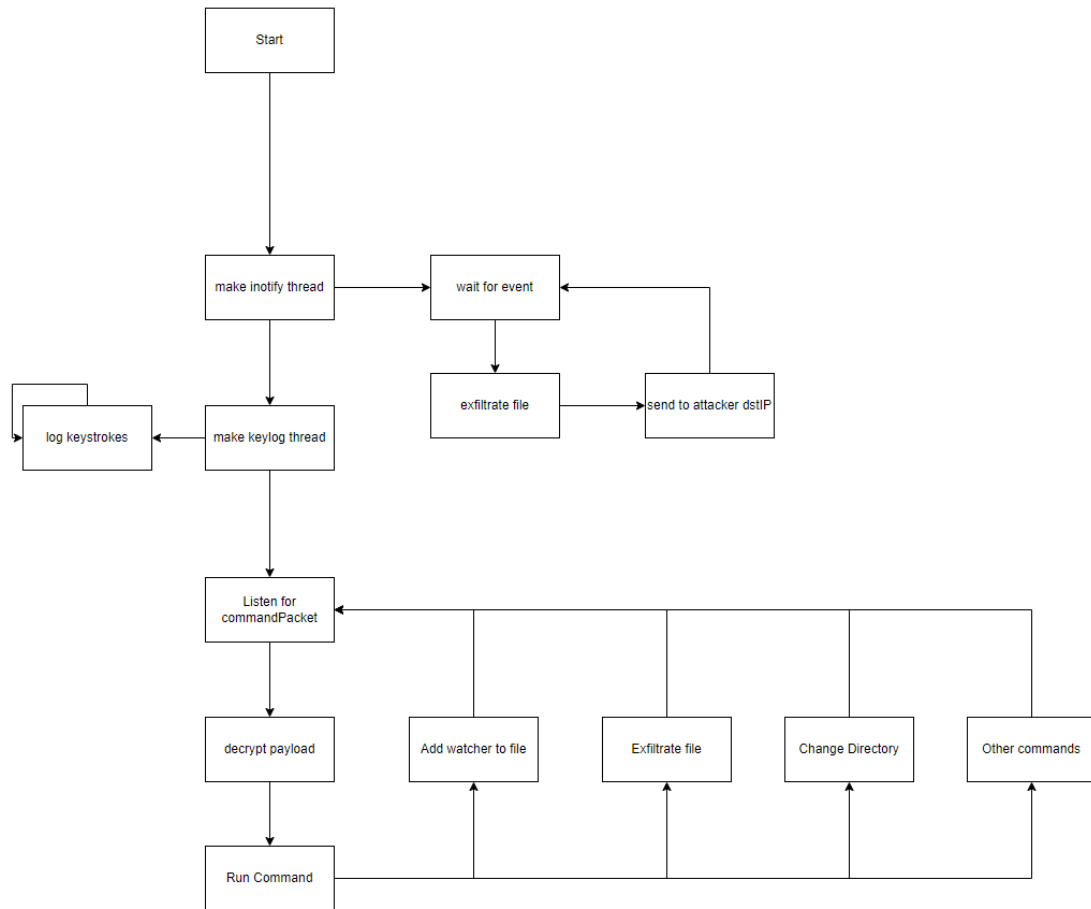 Start
make inotify thread
wait for event
exfiltrate file
send to attacker dstIP
log keystrokes
make keylog thread
Listen for
commandPacket
decrypt payload
Add watcher to file
Exfiltrate file
Change Directory
Other commands
Run Command